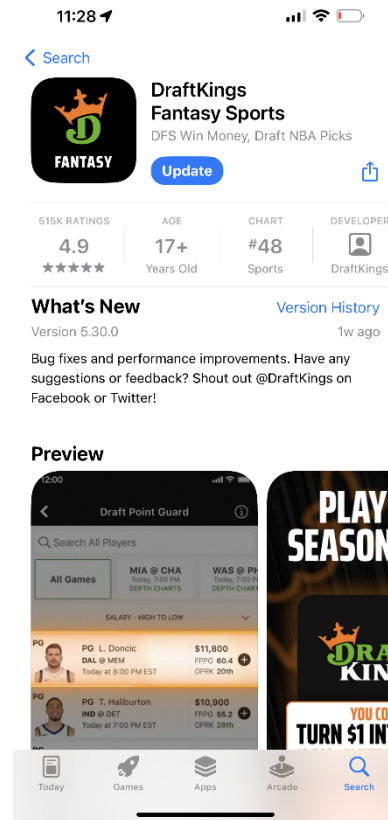 11:28
Search
DraftKings
Fantasy Sports
DFS Win Money, Draft NBA Picks
FANTASY
Update
515K RATINGS
4.9
AGE
17+
Years Old
CHART
#48
Sports
DEVELOPER
DraftKings
What's New
Version History
Version 5.30.0
1w ago
Bug fixes and performance improvements. Have any
suggestions or feedback? Shout out @DraftKings on
Facebook or Twitter!
Preview
12:00
Draft Point Guard
Search All Players
All Games
MIA @ CHA
Today, 7:00 PM
DEPTH CHARTS
WAS @ PH
Today, 7:00 PM
DEPTH CHART
SALARY - HIGH TO LOW
PG
PG L. Doncic
$11,800
DAL @ MEM
FPPG 60.4
Today at 8:00 PM EST
OPRK 20th
PG
PG T. Haliburton
$10,900
IND @ DET
FPPG 55.2
Today at 7:00 PM EST
OPRK 28th
PLAY
SEASON
DRA
KIN
YOU CO
TURN $1 IN
Today
Games
Apps
Arcade
Search